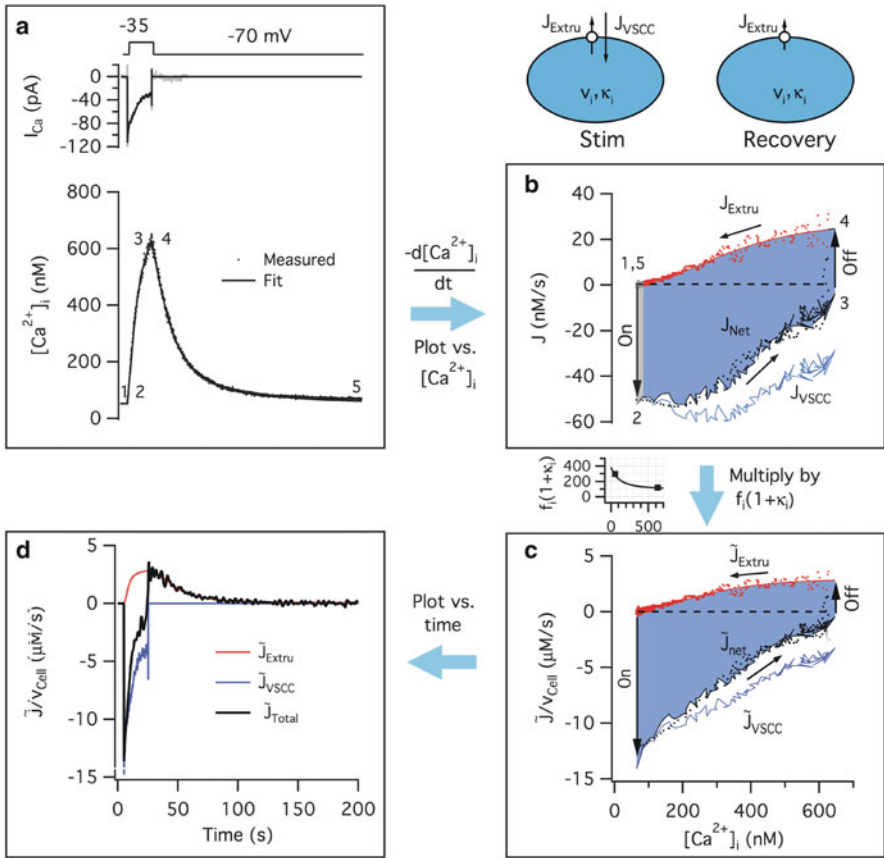 a
-35
-70 mV
I_Ca (pA)
0
-40
-80
-120
[Ca²⁺]_i (nM)
800
600
400
200
0
3
4
Measured
Fit
1
2
5
-d[Ca²⁺]_i
dt
Plot vs.
[Ca²⁺]_i
J_Extru
J_VSCC
v_i, κ_i
Stim
J_Extru
v_i, κ_i
Recovery
b
J (nM/s)
40
20
0
-20
-40
-60
J_Extru
4
1,5
Off
On
J_Net
3
2
J_VSCC
f_i(1+κ_i)
400
200
0
0
500
Multiply by
f_i(1+κ_i)
c
J̃/v_Cell (μM/s)
5
0
-5
-10
-15
J̃_Extru
Off
On
J̃_net
J̃_VSCC
0
200
400
600
[Ca²⁺]_i (nM)
Plot vs.
time
d
J̃/v_Cell (μM/s)
5
0
-5
-10
-15
J̃_Extru
J̃_VSCC
J̃_Total
0
50
100
150
200
Time (s)